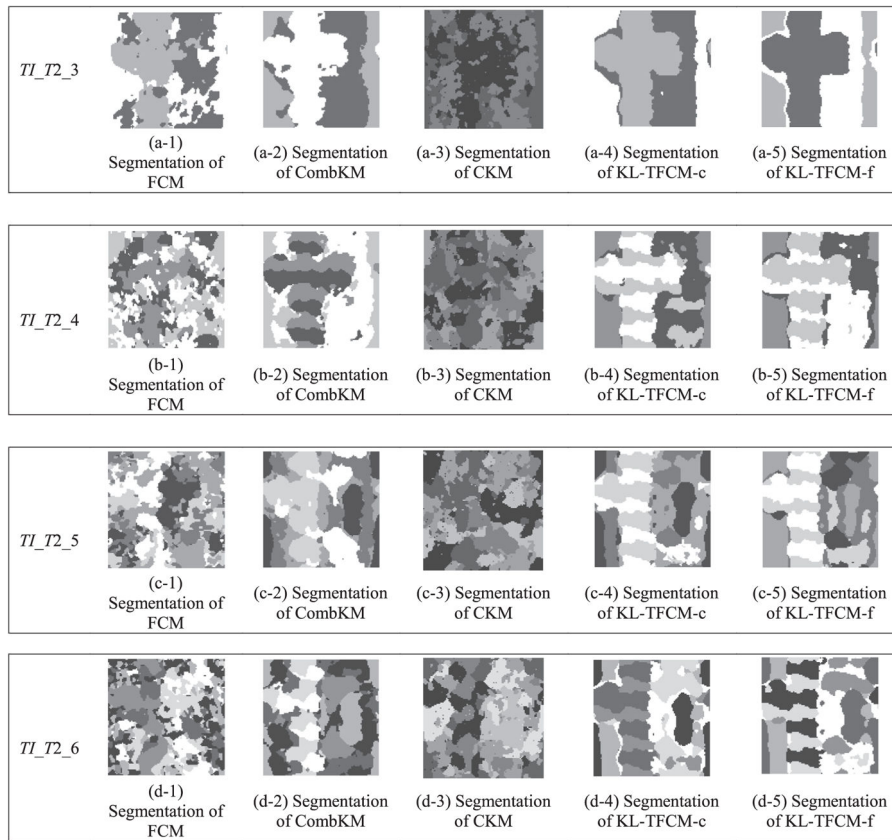 TI_T2_3
(a-1)
Segmentation of
FCM
(a-2) Segmentation
of CombKM
(a-3) Segmentation
of CKM
(a-4) Segmentation
of KL-TFCM-c
(a-5) Segmentation
of KL-TFCM-f
TI_T2_4
(b-1)
Segmentation of
FCM
(b-2) Segmentation
of CombKM
(b-3) Segmentation
of CKM
(b-4) Segmentation
of KL-TFCM-c
(b-5) Segmentation
of KL-TFCM-f
TI_T2_5
(c-1)
Segmentation of
FCM
(c-2) Segmentation
of CombKM
(c-3) Segmentation
of CKM
(c-4) Segmentation
of KL-TFCM-c
(c-5) Segmentation
of KL-TFCM-f
TI_T2_6
(d-1)
Segmentation of
FCM
(d-2) Segmentation
of CombKM
(d-3) Segmentation
of CKM
(d-4) Segmentation
of KL-TFCM-c
(d-5) Segmentation
of KL-TFCM-f